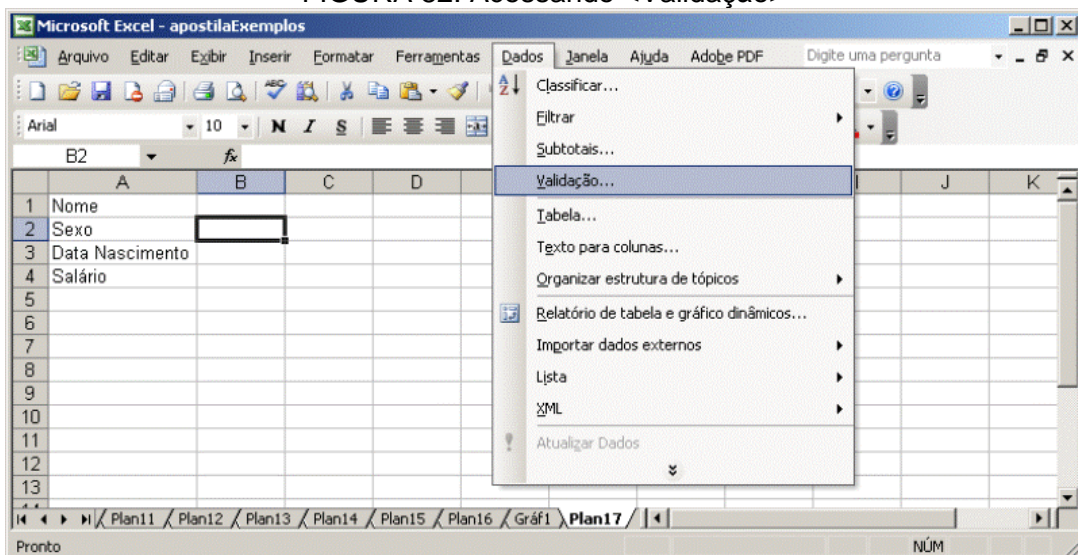 FIGURA 82: Acessando <Validação>
Microsoft Excel - apostilaExemplos
Arquivo Editar Exibir Inserir Formatar Ferramentas Dados Janela Ajuda Adobe PDF Digite uma pergunta
Arial 10 N I S
B2 fx
A B C D J K
1 Nome
2 Sexo
3 Data Nascimento
4 Salário
5
6
7
8
9
10
11
12
13
Classificar...
Filtrar
Subtotais...
Validação...
Tabela...
Texto para colunas...
Organizar estrutura de tópicos
Relatório de tabela e gráfico dinâmicos...
Importar dados externos
Lista
XML
Atualizar Dados
Plan11 Plan12 Plan13 Plan14 Plan15 Plan16 Gráf1 Plan17
Pronto NÚM